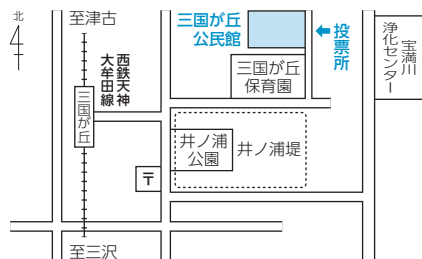 北
至津古
三国が丘
公民館
投票所
宝満川
浄化センター
西鉄天神
大牟田線
三国が丘
保育園
三国が丘
井ノ浦
公園
井ノ浦堤
〒
至三沢